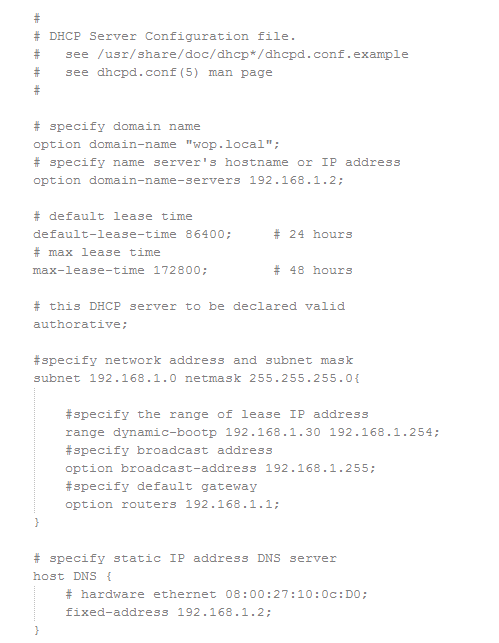 #
# DHCP Server Configuration file.
#   see /usr/share/doc/dhcp*/dhcpd.conf.example
#   see dhcpd.conf(5) man page
#
# specify domain name
option domain-name "wop.local";
# specify name server's hostname or IP address
option domain-name-servers 192.168.1.2;
# default lease time
default-lease-time 86400;     # 24 hours
# max lease time
max-lease-time 172800;        # 48 hours
# this DHCP server to be declared valid
authorative;
#specify network address and subnet mask
subnet 192.168.1.0 netmask 255.255.255.0{
    #specify the range of lease IP address
    range dynamic-bootp 192.168.1.30 192.168.1.254;
    #specify broadcast address
    option broadcast-address 192.168.1.255;
    #specify default gateway
    option routers 192.168.1.1;
}
# specify static IP address DNS server
host DNS {
    # hardware ethernet 08:00:27:10:0c:D0;
    fixed-address 192.168.1.2;
}